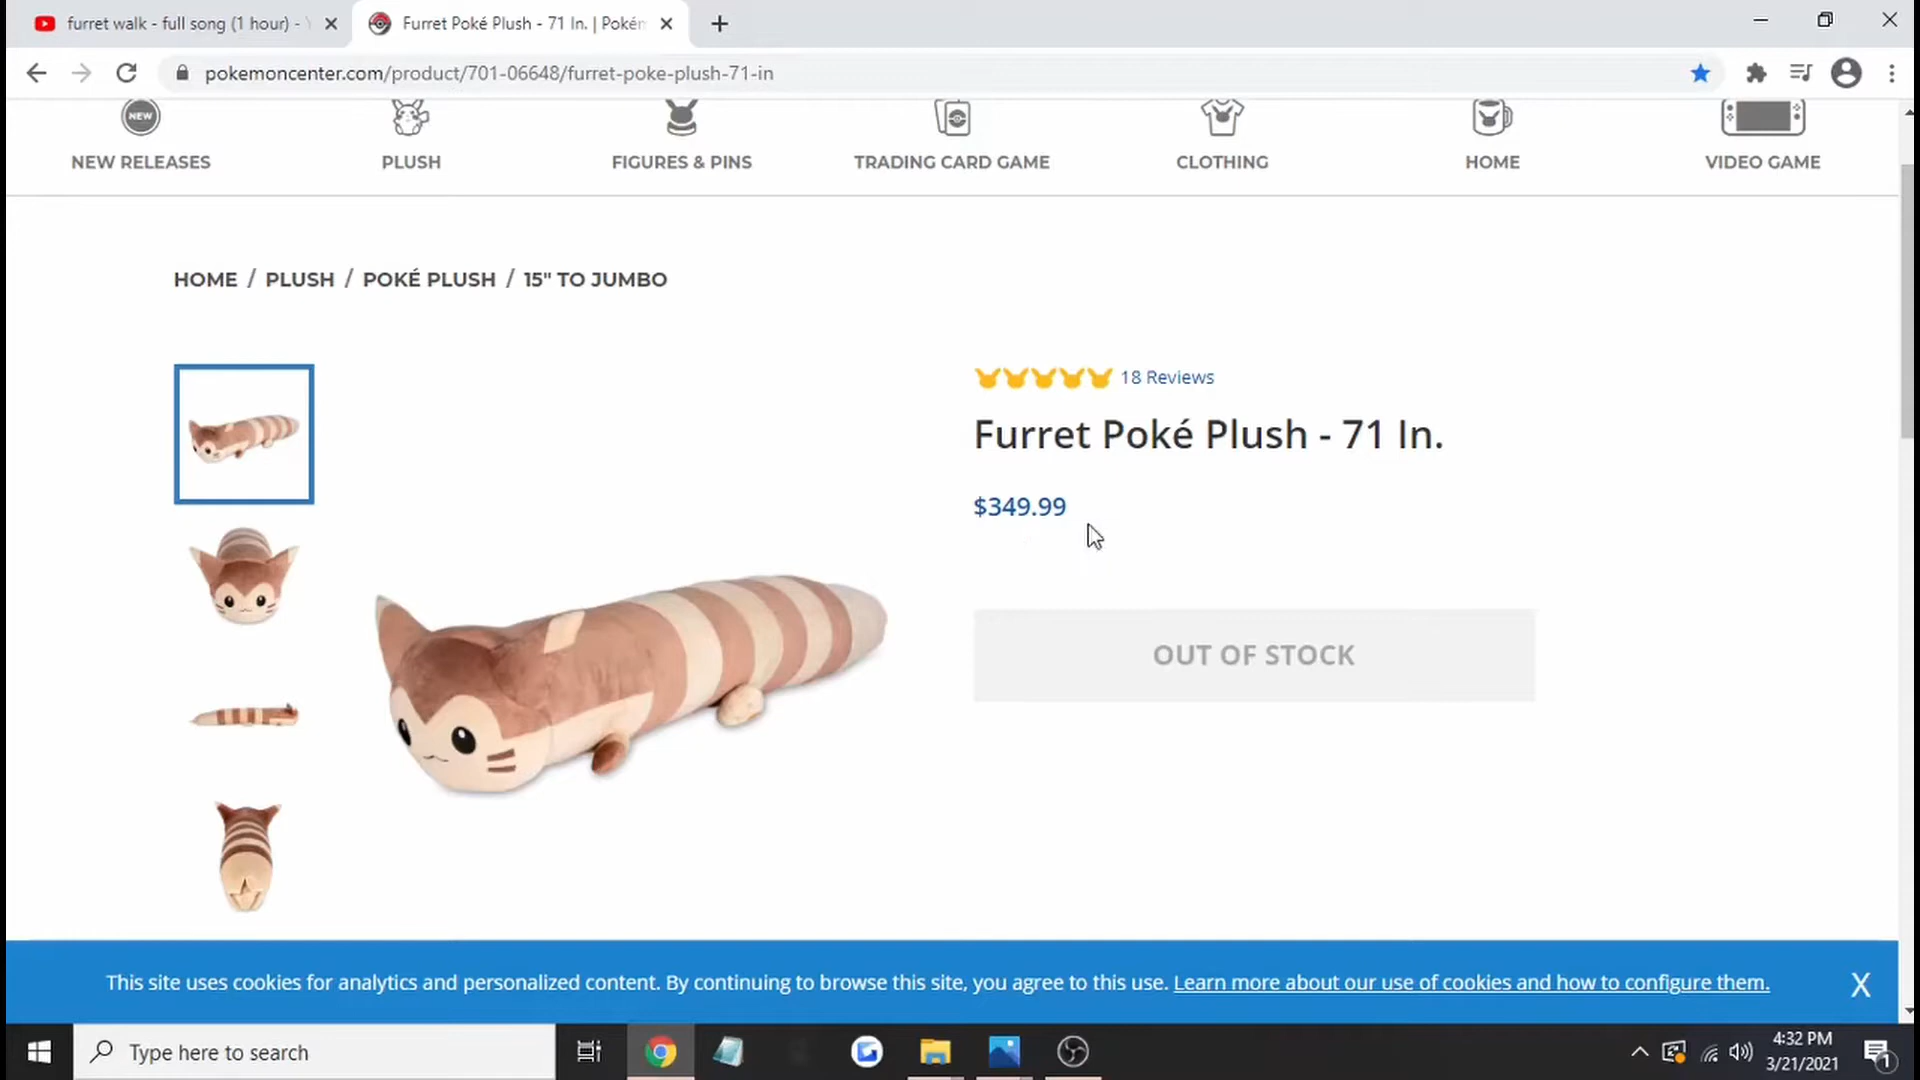 furret walk - full song (1 hour) -
Furret Poké Plush - 71 In. | Pokém
pokemoncenter.com/product/701-06648/furret-poke-plush-71-in
NEW
NEW RELEASES
PLUSH
FIGURES & PINS
TRADING CARD GAME
CLOTHING
HOME
VIDEO GAME
HOME / PLUSH / POKÉ PLUSH / 15" TO JUMBO
18 Reviews
Furret Poké Plush - 71 In.
$349.99
OUT OF STOCK
This site uses cookies for analytics and personalized content. By continuing to browse this site, you agree to this use. Learn more about our use of cookies and how to configure them.
X
Type here to search
4:32 PM
3/21/2021
1